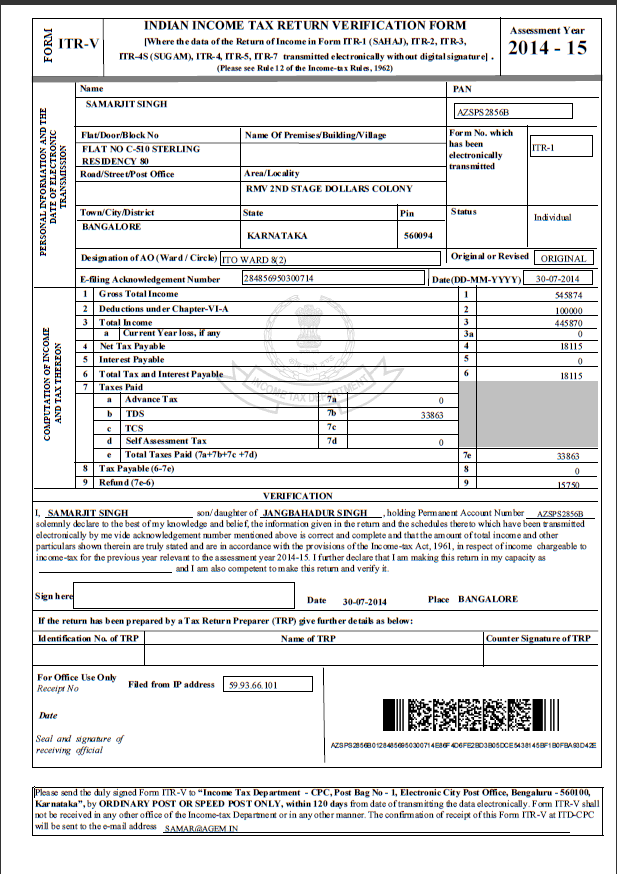 FORM
ITR-V
INDIAN INCOME TAX RETURN VERIFICATION FORM
[Where the data of the Return of Income in Form ITR-1 (SAHAJ), ITR-2, ITR-3,
ITR-4S (SUGAM), ITR-4, ITR-5, ITR-7 transmitted electronically without digital signature] .
(Please see Rule 12 of the Income-tax Rules, 1962)
Assessment Year
2014 - 15
PERSONAL INFORMATION AND THE
DATE OF ELECTRONIC
TRANSMISSION
Name
SAMARJIT SINGH
PAN
AZSPS2856B
Flat/Door/Block No
FLAT NO C-510 STERLING
RESIDENCY 80
Name Of Premises/Building/Village
Form No. which
has been
electronically
transmitted
ITR-1
Road/Street/Post Office
Area/Locality
RMV 2ND STAGE DOLLARS COLONY
Town/City/District
BANGALORE
State
KARNATAKA
Pin
560094
Status
Individual
Designation of AO (Ward / Circle)
ITO WARD 8(2)
Original or Revised
ORIGINAL
E-filing Acknowledgement Number
284856950300714
Date(DD-MM-YYYY)
30-07-2014
COMPUTATION OF INCOME
AND TAX THEREON
1 Gross Total Income 1 545874
2 Deductions under Chapter-VI-A 2 100000
3 Total Income 3 445870
a Current Year loss, if any 3a 0
4 Net Tax Payable 4 18115
5 Interest Payable 5 0
6 Total Tax and Interest Payable 6 18115
7 Taxes Paid
a Advance Tax 7a 0
b TDS 7b 33863
c TCS 7c
d Self Assessment Tax 7d 0
e Total Taxes Paid (7a+7b+7c +7d) 7e 33863
8 Tax Payable (6-7e) 8 0
9 Refund (7e-6) 9 15750
INCOME TAX DEPARTMENT
VERIFICATION
I, SAMARJIT SINGH son/ daughter of JANGBAHADUR SINGH , holding Permanent Account Number AZSPS2856B
solemnly declare to the best of my knowledge and belief, the information given in the return and the schedules thereto which have been transmitted
electronically by me vide acknowledgement number mentioned above is correct and complete and that the amount of total income and other
particulars shown therein are truly stated and are in accordance with the provisions of the Income-tax Act, 1961, in respect of income chargeable to
income-tax for the previous year relevant to the assessment year 2014-15. I further declare that I am making this return in my capacity as
and I am also competent to make this return and verify it.
Sign here
Date 30-07-2014
Place BANGALORE
If the return has been prepared by a Tax Return Preparer (TRP) give further details as below:
Identification No. of TRP
Name of TRP
Counter Signature of TRP
For Office Use Only
Receipt No
Filed from IP address
59.93.66.101
Date
Seal and signature of
receiving official
AZSPS2856B01284856950300714E86F4D6FE2BD3B05DCE5438145BF1B0FBA93D42E
Please send the duly signed Form ITR-V to “Income Tax Department - CPC, Post Bag No - 1, Electronic City Post Office, Bengaluru - 560100,
Karnataka”, by ORDINARY POST OR SPEED POST ONLY, within 120 days from date of transmitting the data electronically. Form ITR-V shall
not be received in any other office of the Income-tax Department or in any other manner. The confirmation of receipt of this Form ITR-V at ITD-CPC
will be sent to the e-mail address SAMAR@AGEM.IN